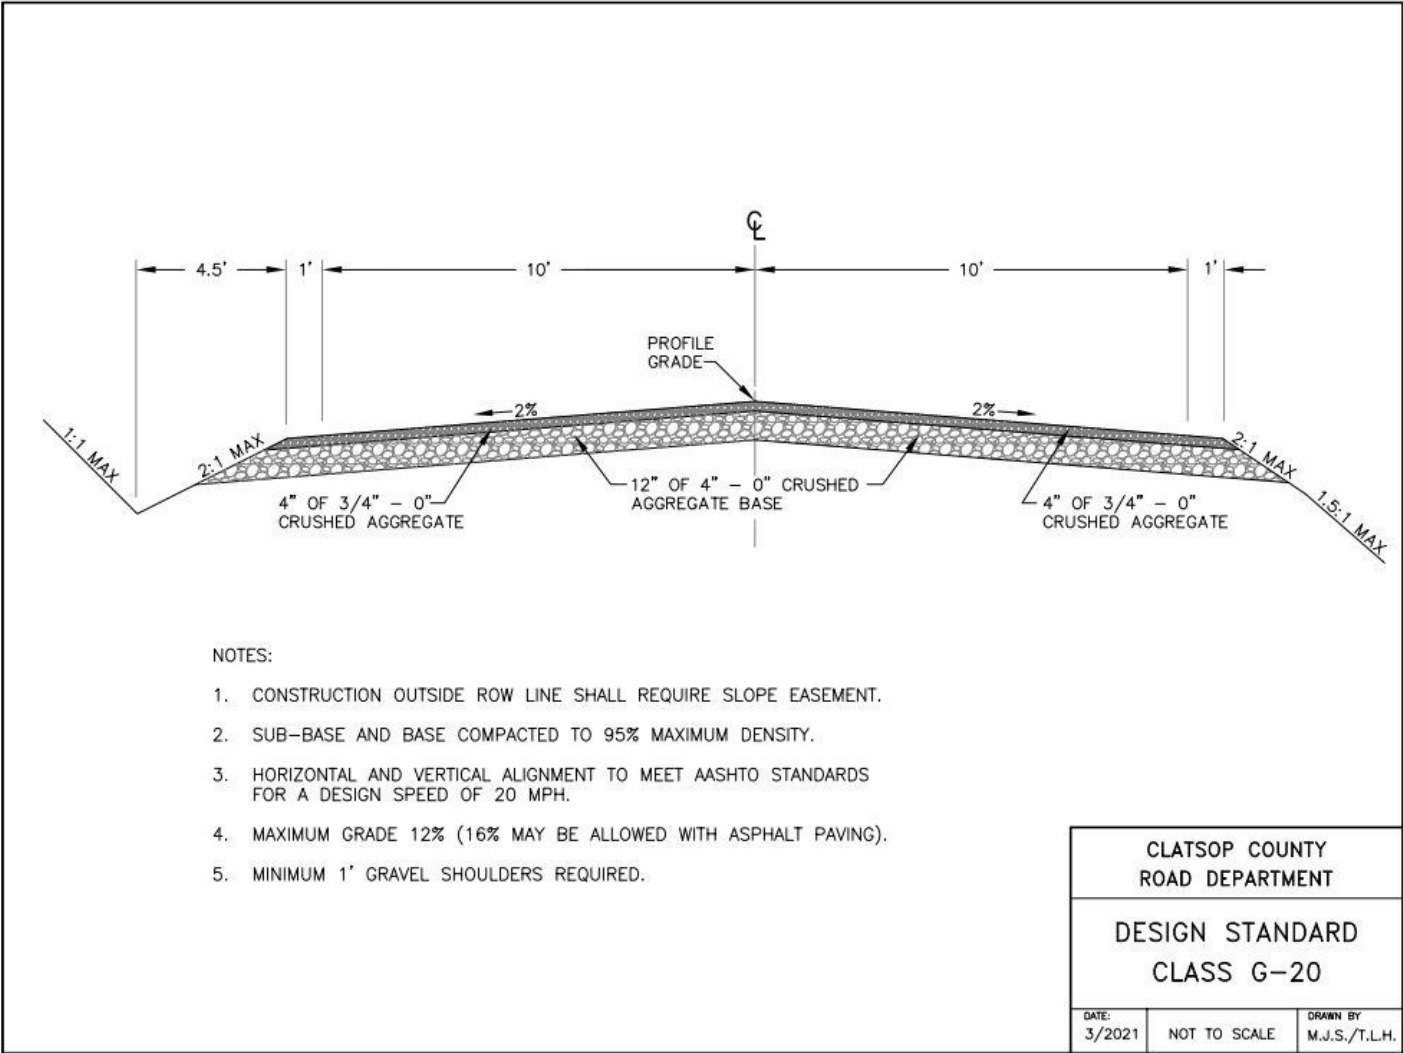 ℄
4.5' 1' 10' 10' 1'
PROFILE
GRADE
2% 2%
1:1 MAX
2:1 MAX
2:1 MAX
1.5:1 MAX
4" OF 3/4" – 0"
CRUSHED AGGREGATE
12" OF 4" – 0" CRUSHED
AGGREGATE BASE
4" OF 3/4" – 0"
CRUSHED AGGREGATE
NOTES:
1. CONSTRUCTION OUTSIDE ROW LINE SHALL REQUIRE SLOPE EASEMENT.
2. SUB–BASE AND BASE COMPACTED TO 95% MAXIMUM DENSITY.
3. HORIZONTAL AND VERTICAL ALIGNMENT TO MEET AASHTO STANDARDS
FOR A DESIGN SPEED OF 20 MPH.
4. MAXIMUM GRADE 12% (16% MAY BE ALLOWED WITH ASPHALT PAVING).
5. MINIMUM 1' GRAVEL SHOULDERS REQUIRED.
CLATSOP COUNTY
ROAD DEPARTMENT
DESIGN STANDARD
CLASS G–20
DATE:
3/2021
NOT TO SCALE
DRAWN BY
M.J.S./T.L.H.